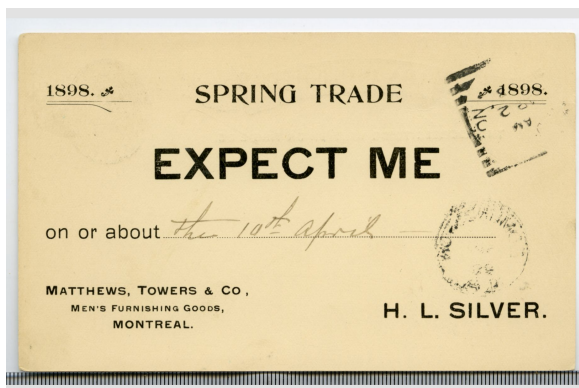 1898. SPRING TRADE 1898.
EXPECT ME
on or about the 10th April
MATTHEWS, TOWERS & CO,
MEN'S FURNISHING GOODS,
MONTREAL.
H. L. SILVER.